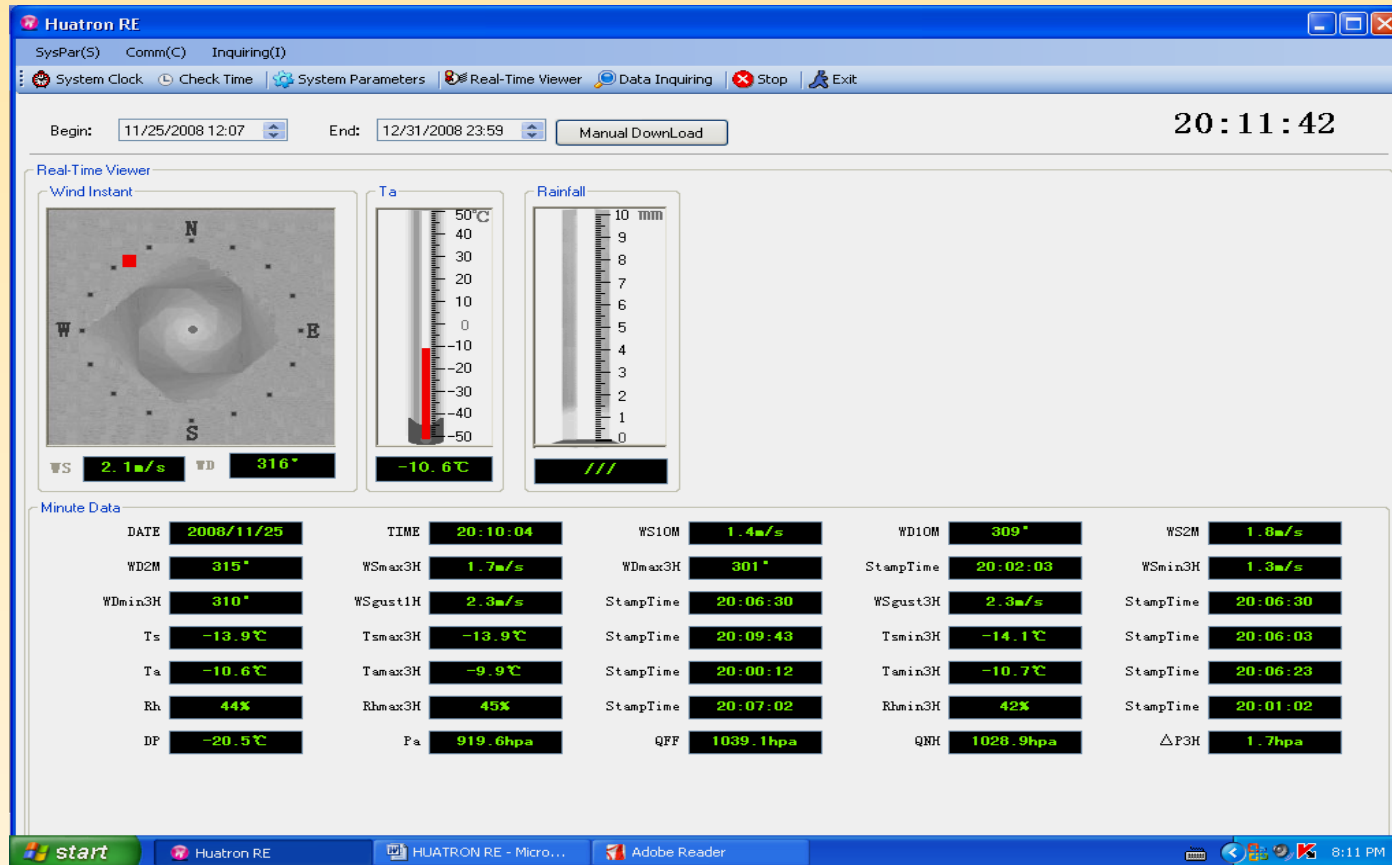 Huatron RE
SysPar(S) Comm(C) Inquiring(I)
System Clock Check Time System Parameters Real-Time Viewer Data Inquiring Stop Exit
Begin: 11/25/2008 12:07 End: 12/31/2008 23:59 Manual DownLoad 20:11:42
Real-Time Viewer
Wind Instant
N
W E
S
WS 2.1m/s WD 316°
Ta
50℃
40
30
20
10
0
-10
-20
-30
-40
-50
-10.6℃
Rainfall
10 mm
9
8
7
6
5
4
3
2
1
0
///
Minute Data
DATE 2008/11/25 TIME 20:10:04 WS10M 1.4m/s WD10M 309° WS2M 1.8m/s
WD2M 315° WSmax3H 1.7m/s WDmax3H 301° StampTime 20:02:03 WSmin3H 1.3m/s
WDmin3H 310° WSgust1H 2.3m/s StampTime 20:06:30 WSgust3H 2.3m/s StampTime 20:06:30
Ts -13.9℃ Tsmax3H -13.9℃ StampTime 20:09:43 Tsmin3H -14.1℃ StampTime 20:06:03
Ta -10.6℃ Tamax3H -9.9℃ StampTime 20:00:12 Tamin3H -10.7℃ StampTime 20:06:23
Rh 44% Rhmax3H 45% StampTime 20:07:02 Rhmin3H 42% StampTime 20:01:02
DP -20.5℃ Pa 919.6hpa QFF 1039.1hpa QNH 1028.9hpa △P3H 1.7hpa
start Huatron RE HUATRON RE - Micro... Adobe Reader 8:11 PM